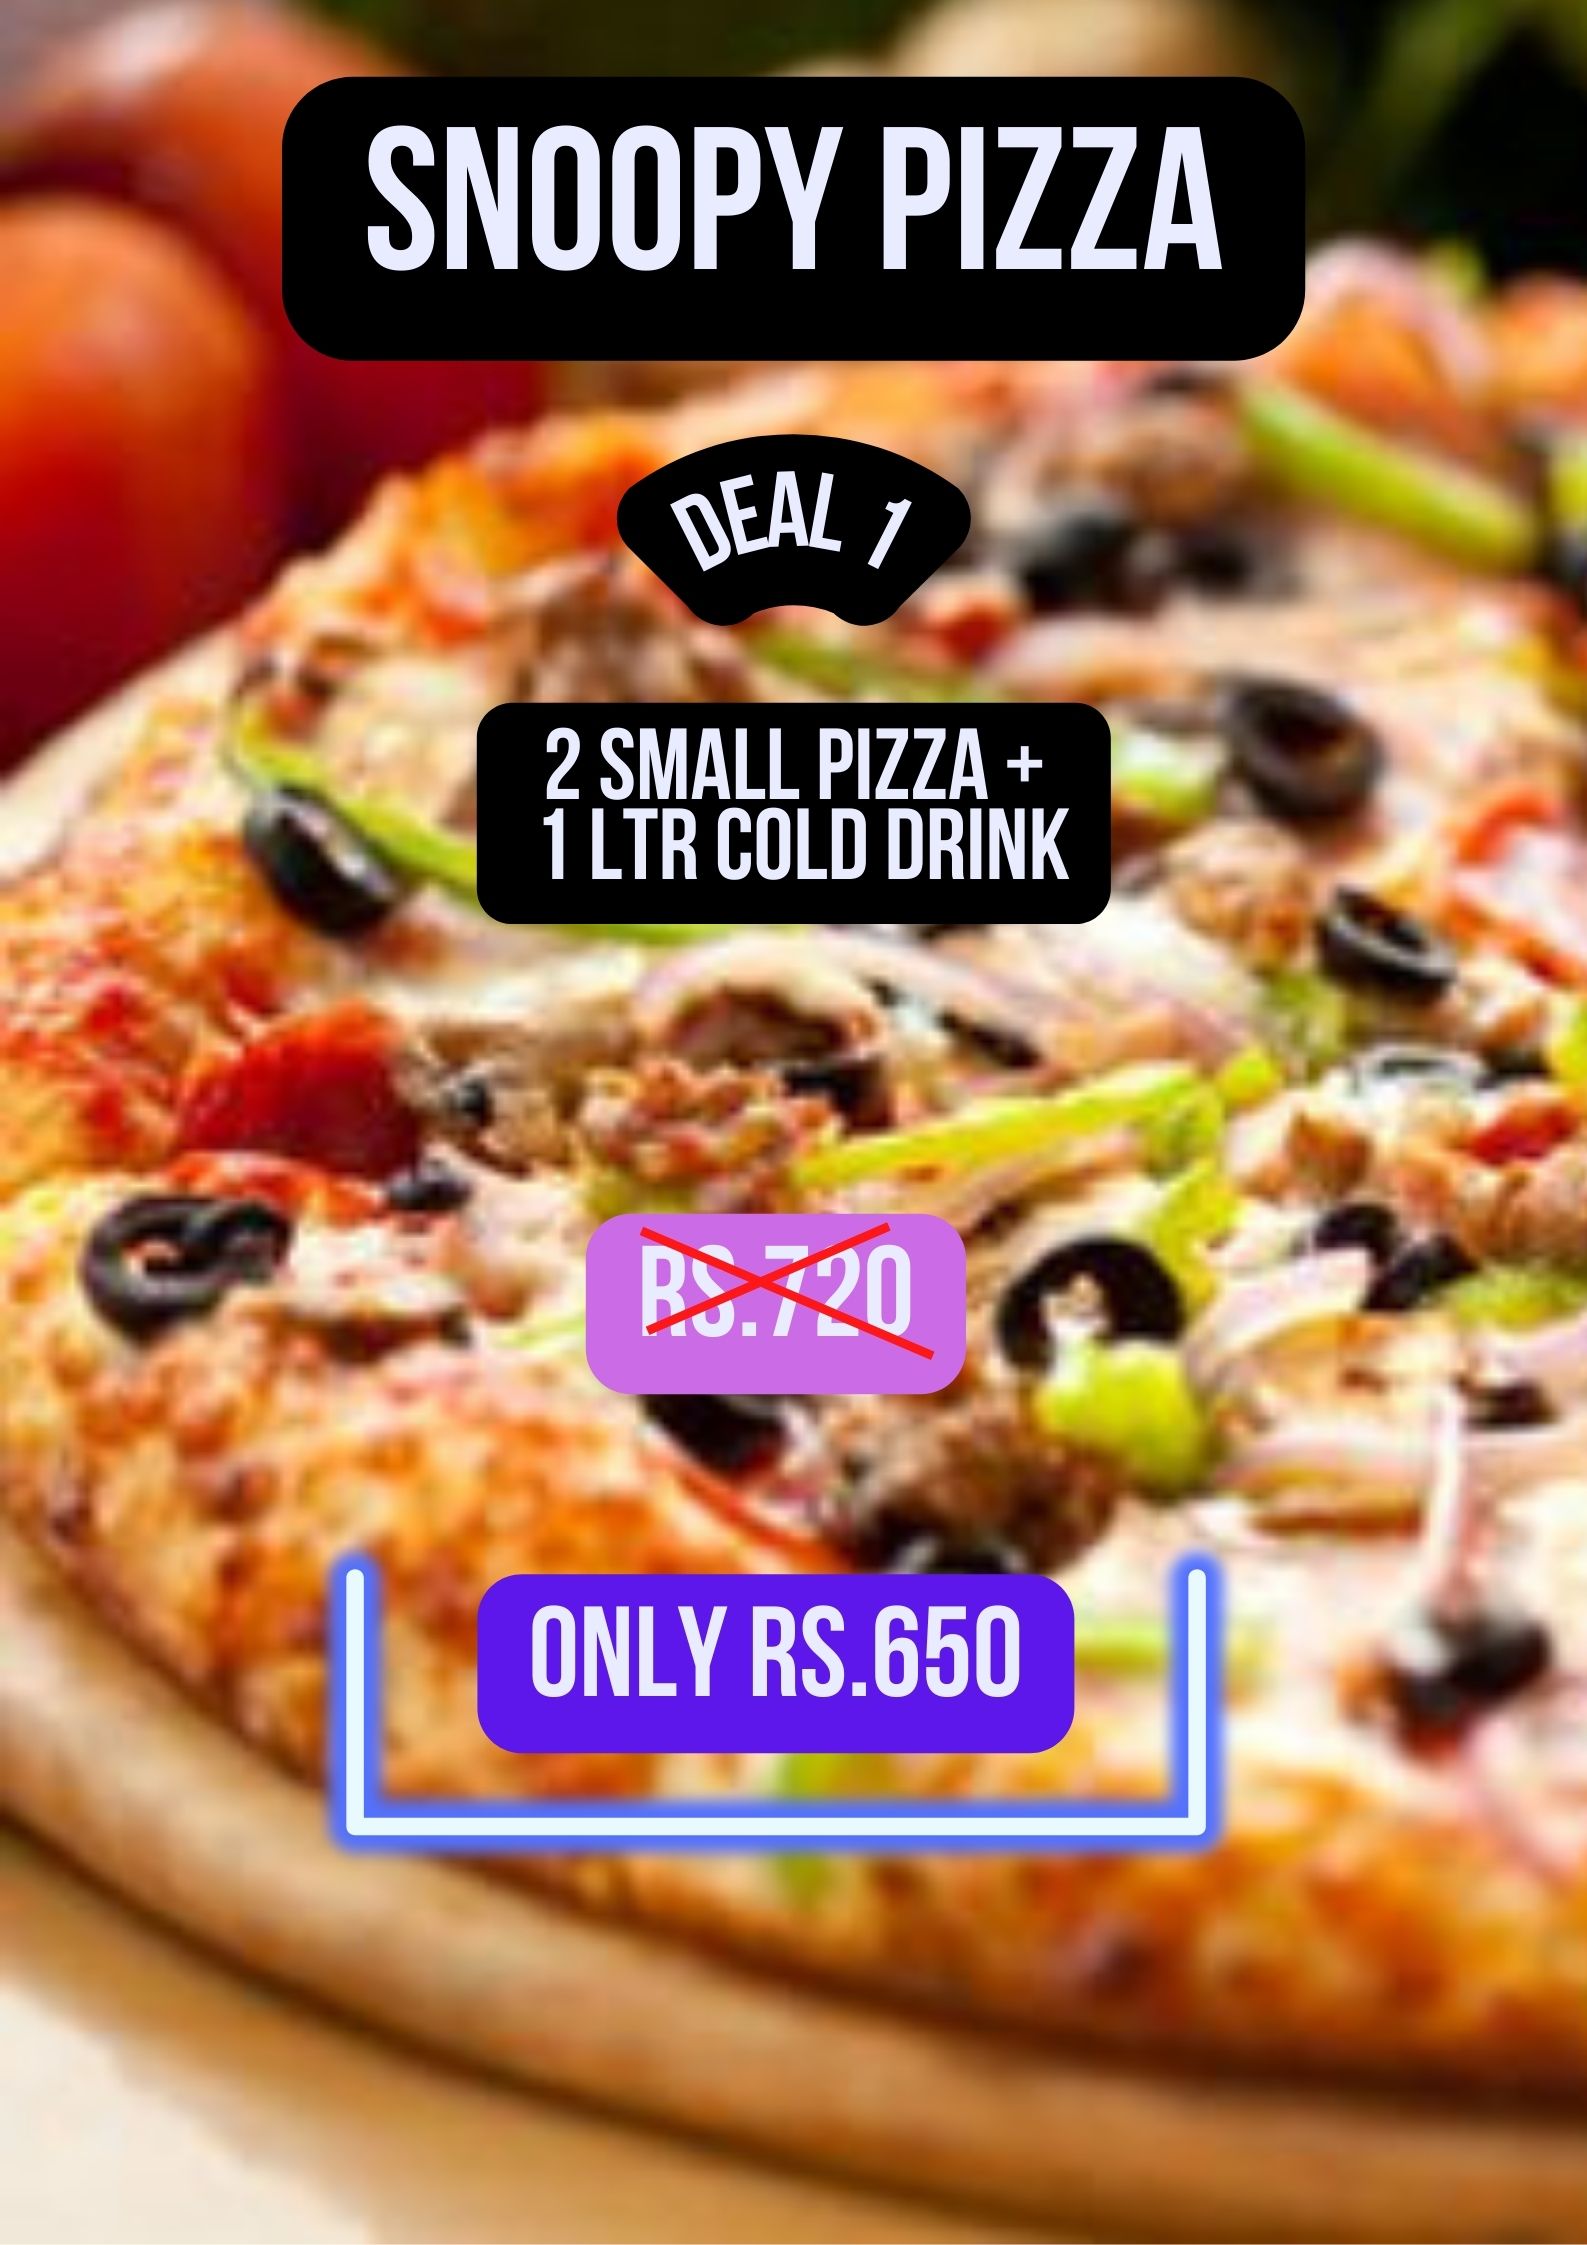 SNOOPY PIZZA
DEAL 1
2 SMALL PIZZA +
1 LTR COLD DRINK
RS.720
ONLY RS.650